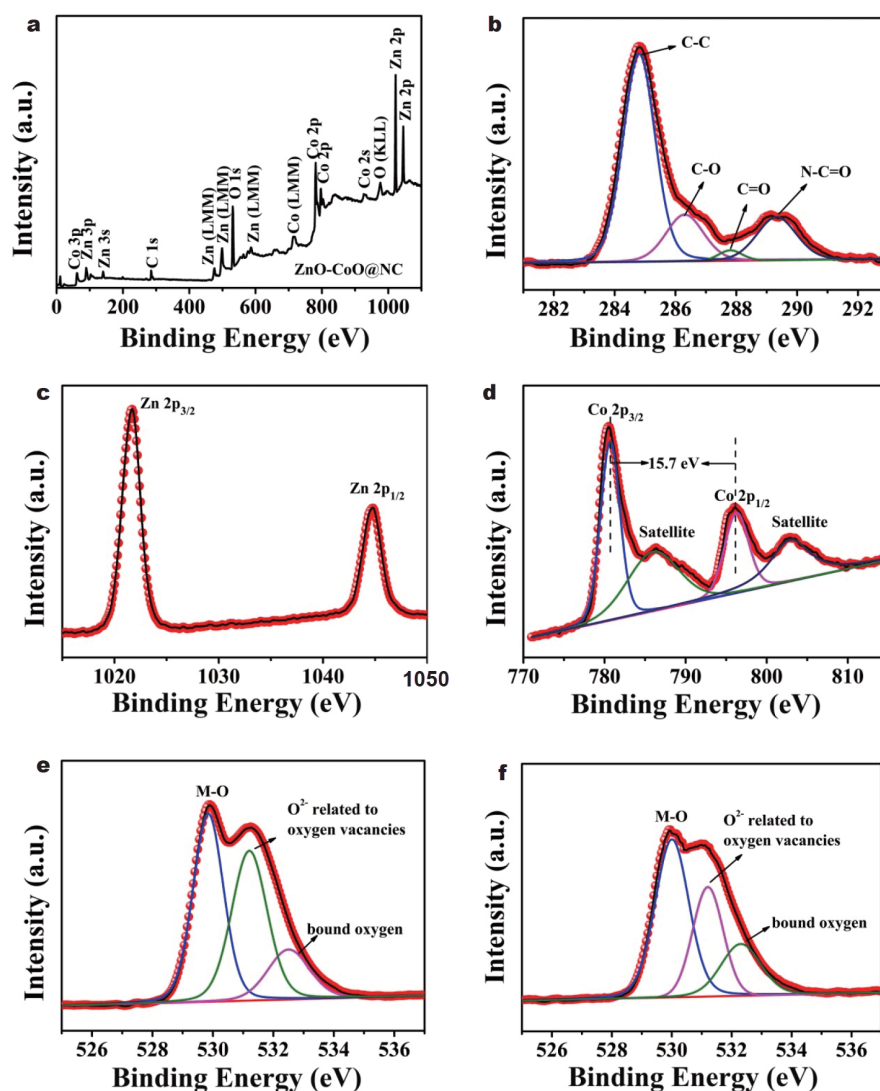 a
Intensity (a.u.)
Co 3p
Zn 3p
Zn 3s
C 1s
Zn (LMM)
Zn (LMM)
O 1s
Zn (LMM)
Co (LMM)
Co 2p
Co 2p
Co 2s
O (KLL)
Zn 2p
Zn 2p
ZnO-CoO@NC
0 200 400 600 800 1000
Binding Energy (eV)
b
Intensity (a.u.)
C-C
C-O
C=O
N-C=O
282 284 286 288 290 292
Binding Energy (eV)
c
Intensity (a.u.)
Zn 2p3/2
Zn 2p1/2
1020 1030 1040 1050
Binding Energy (eV)
d
Intensity (a.u.)
Co 2p3/2
15.7 eV
Co 2p1/2
Satellite
Satellite
770 780 790 800 810
Binding Energy (eV)
e
Intensity (a.u.)
M-O
O2- related to
oxygen vacancies
bound oxygen
526 528 530 532 534 536
Binding Energy (eV)
f
Intensity (a.u.)
M-O
O2- related to
oxygen vacancies
bound oxygen
526 528 530 532 534 536
Binding Energy (eV)